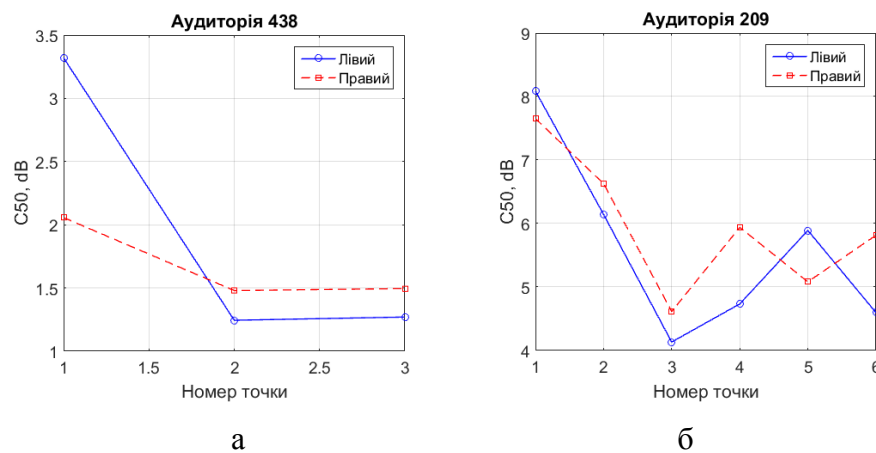 Аудиторія 438
3.5
3
2.5
2
1.5
1
C50, dB
1 1.5 2 2.5 3
Номер точки
Лівий
Правий
а
Аудиторія 209
9
8
7
6
5
4
C50, dB
1 2 3 4 5 6
Номер точки
Лівий
Правий
б